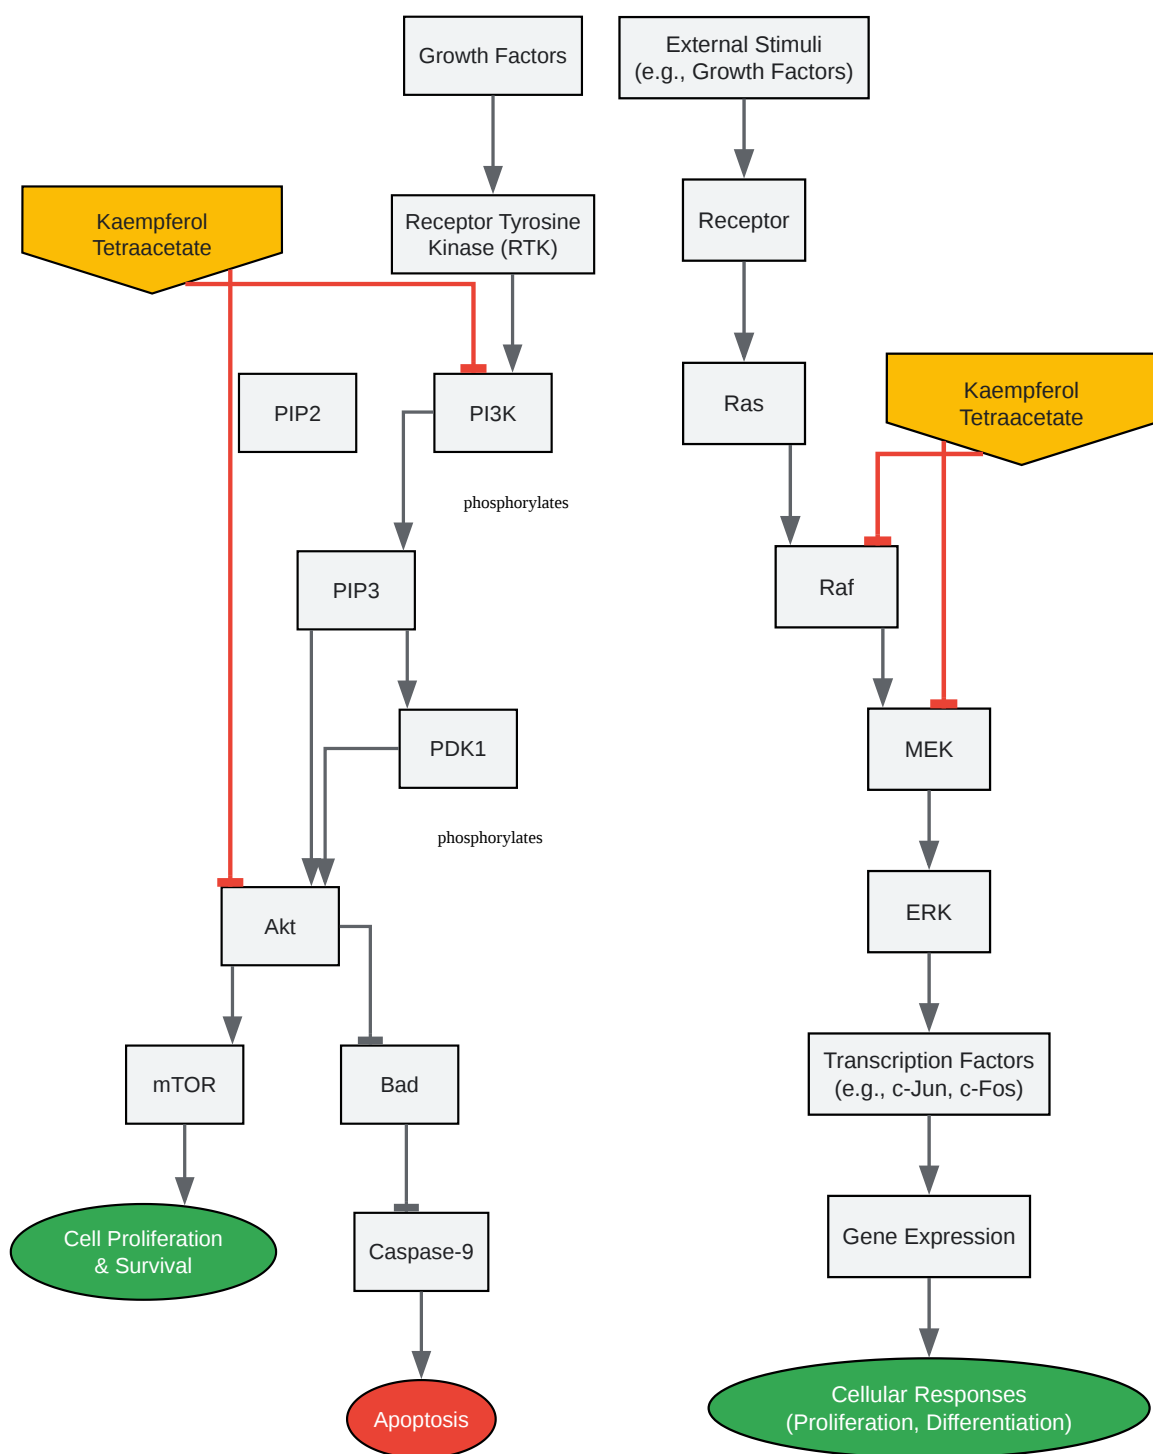 Growth Factors
External Stimuli
(e.g., Growth Factors)
Kaempferol
Tetraacetate
Receptor Tyrosine
Kinase (RTK)
Receptor
PIP2
PI3K
Ras
Kaempferol
Tetraacetate
phosphorylates
PIP3
Raf
PDK1
MEK
phosphorylates
Akt
ERK
mTOR
Bad
Transcription Factors
(e.g., c-Jun, c-Fos)
Cell Proliferation
& Survival
Caspase-9
Gene Expression
Apoptosis
Cellular Responses
(Proliferation, Differentiation)